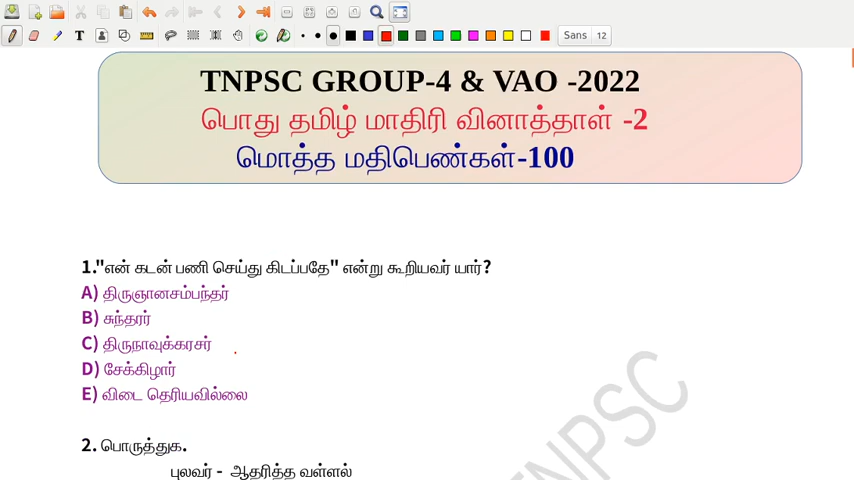 Sans 12
TNPSC GROUP-4 & VAO -2022
பொது தமிழ் மாதிரி வினாத்தாள் -2
மொத்த மதிபெண்கள்-100
1."என் கடன் பணி செய்து கிடப்பதே" என்று கூறியவர் யார்?
A) திருஞானசம்பந்தர்
B) சுந்தரர்
C) திருநாவுக்கரசர்
D) சேக்கிழார்
E) விடை தெரியவில்லை
TNPSC
2. பொருத்துக.
புலவர் - ஆதரித்த வள்ளல்